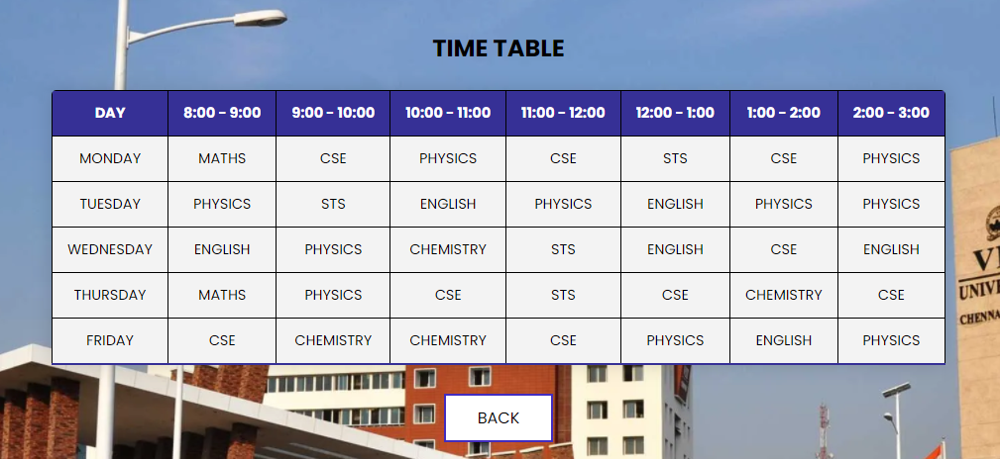 TIME TABLE
DAY 8:00 - 9:00 9:00 - 10:00 10:00 - 11:00 11:00 - 12:00 12:00 - 1:00 1:00 - 2:00 2:00 - 3:00
MONDAY MATHS CSE PHYSICS CSE STS CSE PHYSICS
TUESDAY PHYSICS STS ENGLISH PHYSICS ENGLISH PHYSICS PHYSICS
WEDNESDAY ENGLISH PHYSICS CHEMISTRY STS ENGLISH CSE ENGLISH
THURSDAY MATHS PHYSICS CSE STS CSE CHEMISTRY CSE
FRIDAY CSE CHEMISTRY CHEMISTRY CSE PHYSICS ENGLISH PHYSICS
BACK